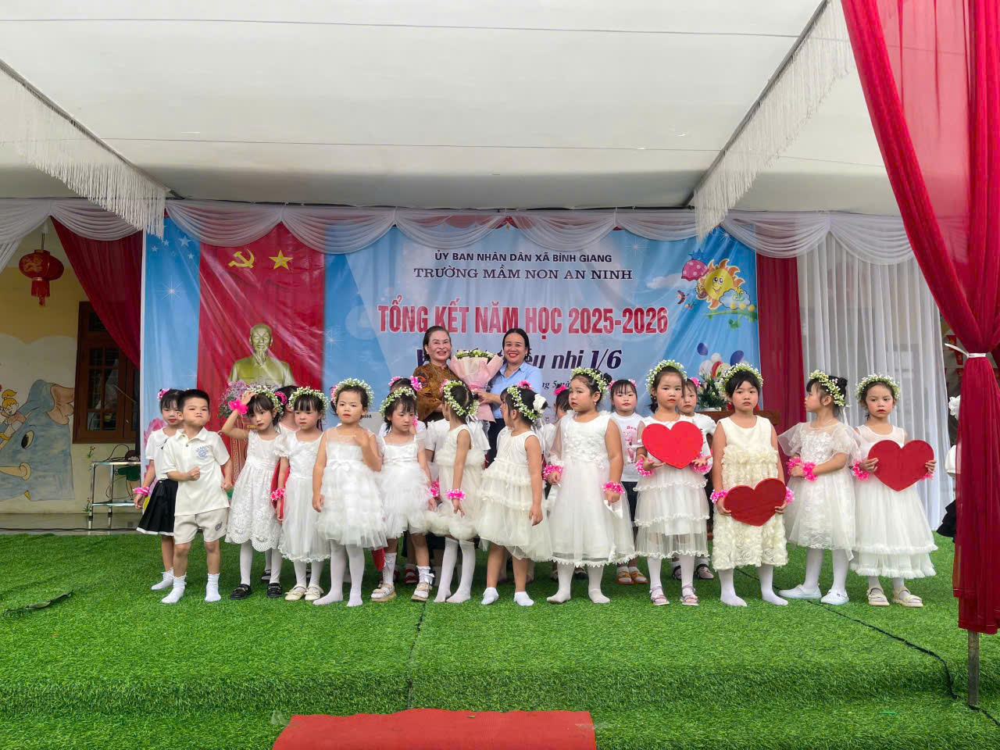 ỦY BAN NHÂN DÂN XÃ BÌNH GIANG
TRƯỜNG MẦM NON AN NINH
TỔNG KẾT NĂM HỌC 2025-2026
nhi 1/6